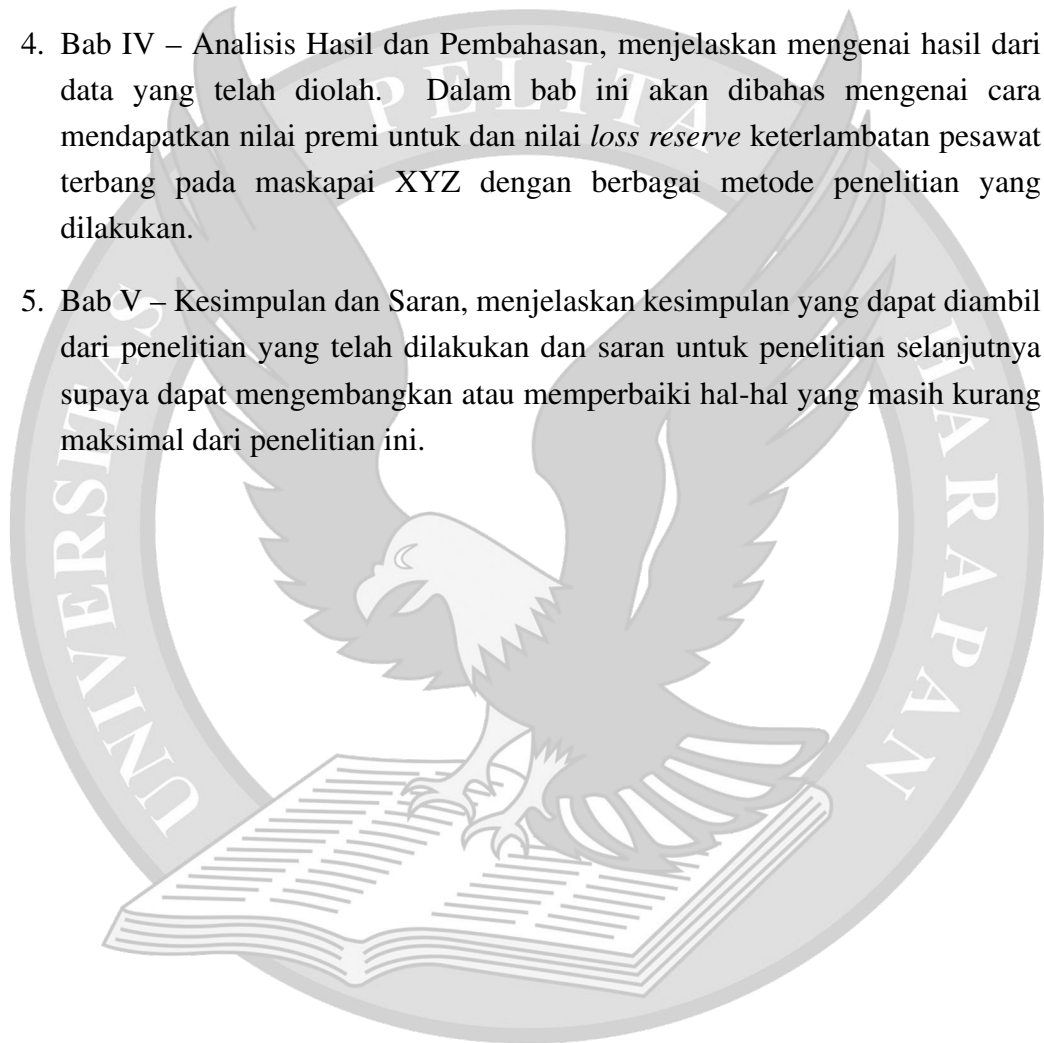 4. Bab IV – Analisis Hasil dan Pembahasan, menjelaskan mengenai hasil dari
data yang telah diolah. Dalam bab ini akan dibahas mengenai cara
mendapatkan nilai premi untuk dan nilai loss reserve keterlambatan pesawat
terbang pada maskapai XYZ dengan berbagai metode penelitian yang
dilakukan.
5. Bab V – Kesimpulan dan Saran, menjelaskan kesimpulan yang dapat diambil
dari penelitian yang telah dilakukan dan saran untuk penelitian selanjutnya
supaya dapat mengembangkan atau memperbaiki hal-hal yang masih kurang
maksimal dari penelitian ini.
UNIVERSITAS
PELITA
HARAPAN